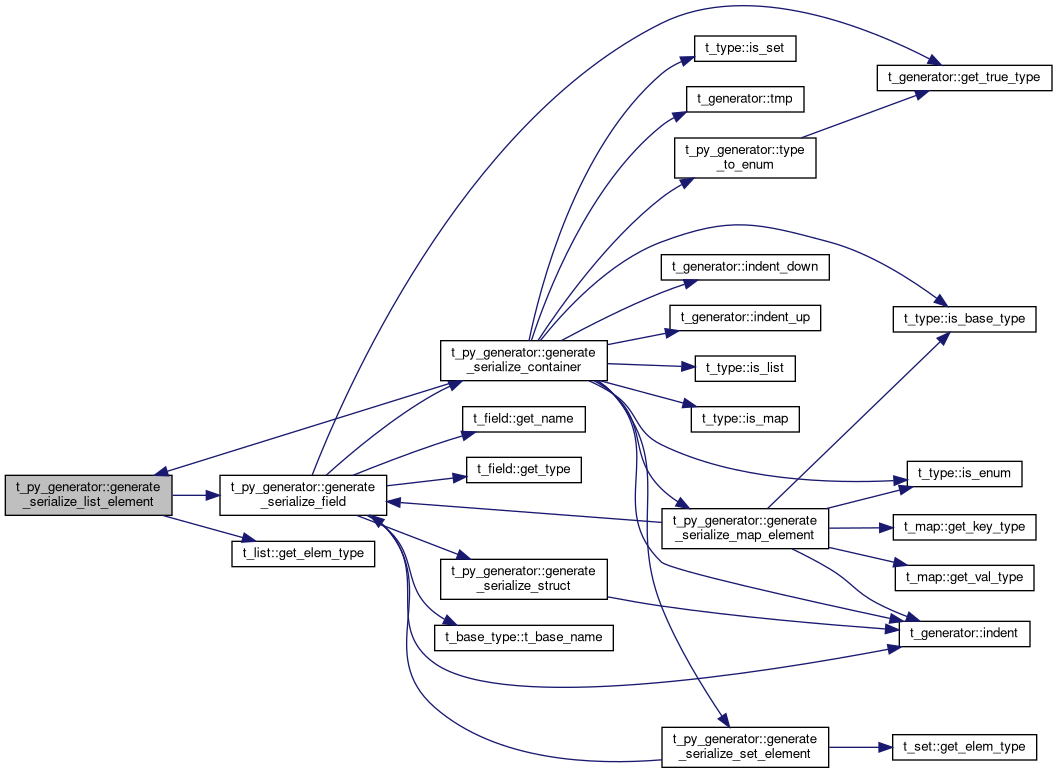 t_type::is_set
t_generator::get_true_type
t_generator::tmp
t_py_generator::type
_to_enum
t_generator::indent_down
t_generator::indent_up
t_type::is_base_type
t_py_generator::generate
_serialize_container
t_type::is_list
t_type::is_map
t_field::get_name
t_field::get_type
t_type::is_enum
t_py_generator::generate
_serialize_list_element
t_py_generator::generate
_serialize_field
t_py_generator::generate
_serialize_map_element
t_map::get_key_type
t_list::get_elem_type
t_py_generator::generate
_serialize_struct
t_map::get_val_type
t_base_type::t_base_name
t_generator::indent
t_py_generator::generate
_serialize_set_element
t_set::get_elem_type